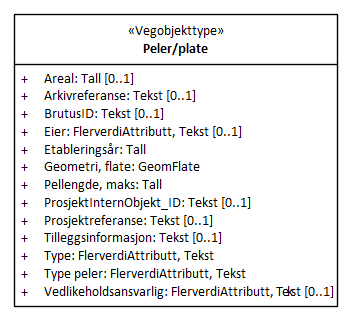 «Vegobjekttype»
Peler/plate
+ Areal: Tall [0..1]
+ Arkivreferanse: Tekst [0..1]
+ BrutusID: Tekst [0..1]
+ Eier: FlerverdiAttributt, Tekst [0..1]
+ Etableringsår: Tall
+ Geometri, flate: GeomFlate
+ Pellengde, maks: Tall
+ ProsjektInternObjekt_ID: Tekst [0..1]
+ Prosjektreferanse: Tekst [0..1]
+ Tilleggsinformasjon: Tekst [0..1]
+ Type: FlerverdiAttributt, Tekst
+ Type peler: FlerverdiAttributt, Tekst
+ Vedlikeholdsansvarlig: FlerverdiAttributt, Tekst [0..1]